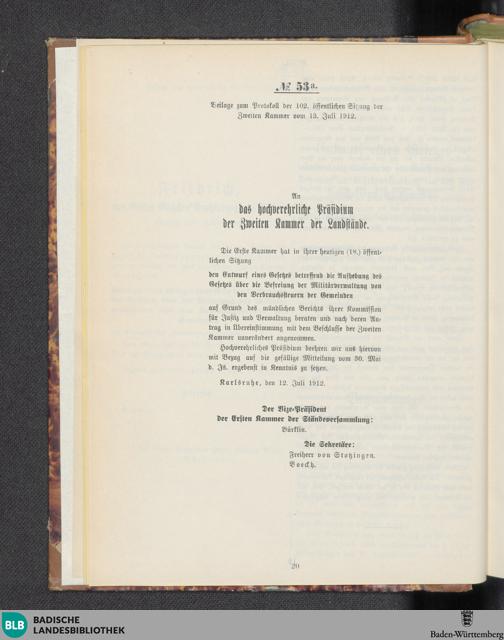 № 53a.
Beilage zum Protokoll der 102. öffentlichen Sitzung der
Zweiten Kammer vom 13. Juli 1912.
An
das hochverehrliche Präsidium
der Zweiten Kammer der Landstände.
Die Erste Kammer hat in ihrer heutigen (18.) öffent-
lichen Sitzung
den Entwurf eines Gesetzes betreffend die Aufhebung des
Gesetzes über die Befreiung der Militärverwaltung von
den Verbrauchssteuern der Gemeinden
auf Grund des mündlichen Berichts ihrer Kommission
für Justiz und Verwaltung beraten und nach deren An-
trag in Übereinstimmung mit dem Beschlusse der Zweiten
Kammer unverändert angenommen.
Hochverehrliches Präsidium beehren wir uns hiervon
mit Bezug auf die gefällige Mitteilung vom 30. Mai
d. Js. ergebenst in Kenntnis zu setzen.
Karlsruhe, den 12. Juli 1912.
Der Vize-Präsident
der Ersten Kammer der Ständeversammlung:
Bürklin.
Die Sekretäre:
Freiherr von Stotzingen.
Boeckh.
20
BLB BADISCHE
LANDESBIBLIOTHEK
Baden-Württemberg